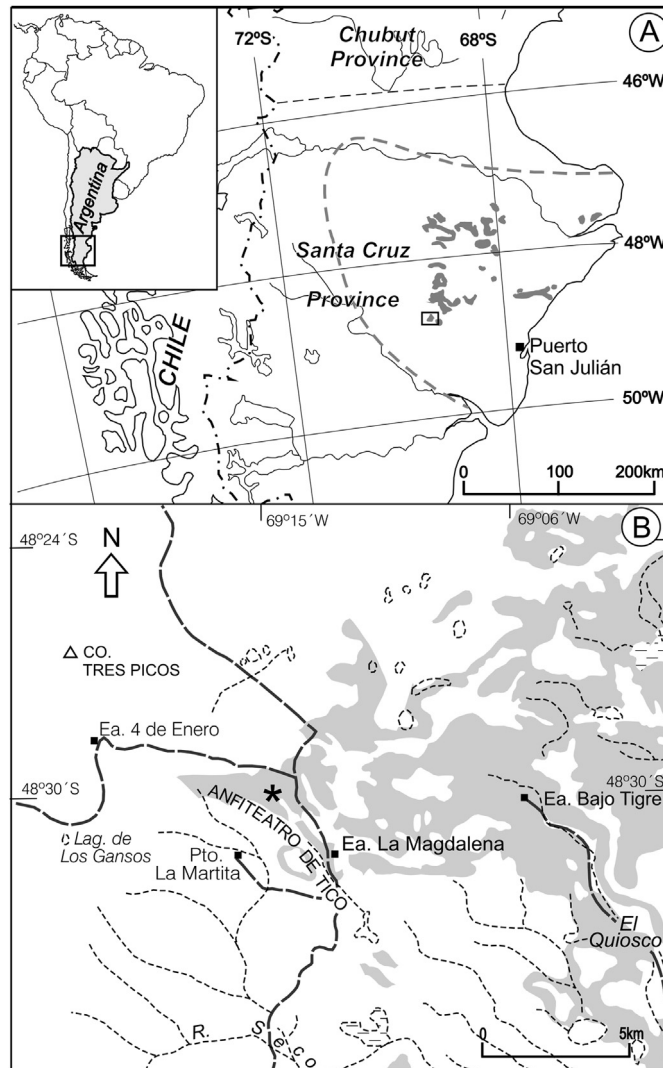 A
72ºS
Chubut
Province
68ºS
46ºW
Argentina
48ºW
Santa Cruz
Province
CHILE
Puerto
San Julián
50ºW
0 100 200km
B
69º15´W
69º06´W
48º24´S
N
CO.
TRES PICOS
Ea. 4 de Enero
48º30´S
48º30´S
*
ANFITEATRO DE TICO
Ea. Bajo Tigre
Lag. de
Los Gansos
Pto.
La Martita
Ea. La Magdalena
El
Quiosco
R. Seco
0 5km